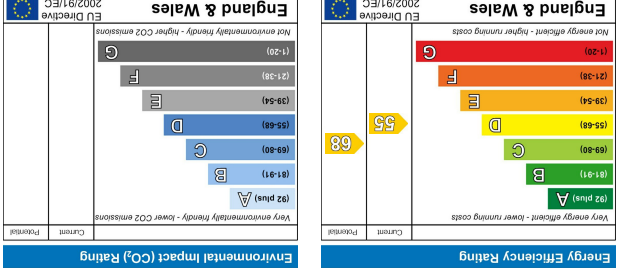 Energy Efficiency Rating
Current Potential
Very energy efficient - lower running costs
(92 plus) A
(81-91) B
(69-80) C
(55-68) D
(39-54) E
(21-38) F
(1-20) G
55
68
Not energy efficient - higher running costs
England & Wales
EU Directive
2002/91/EC
Environmental Impact (CO2) Rating
Current Potential
Very environmentally friendly - lower CO2 emissions
(92 plus) A
(81-91) B
(69-80) C
(55-68) D
(39-54) E
(21-38) F
(1-20) G
Not environmentally friendly - higher CO2 emissions
England & Wales
EU Directive
2002/91/EC